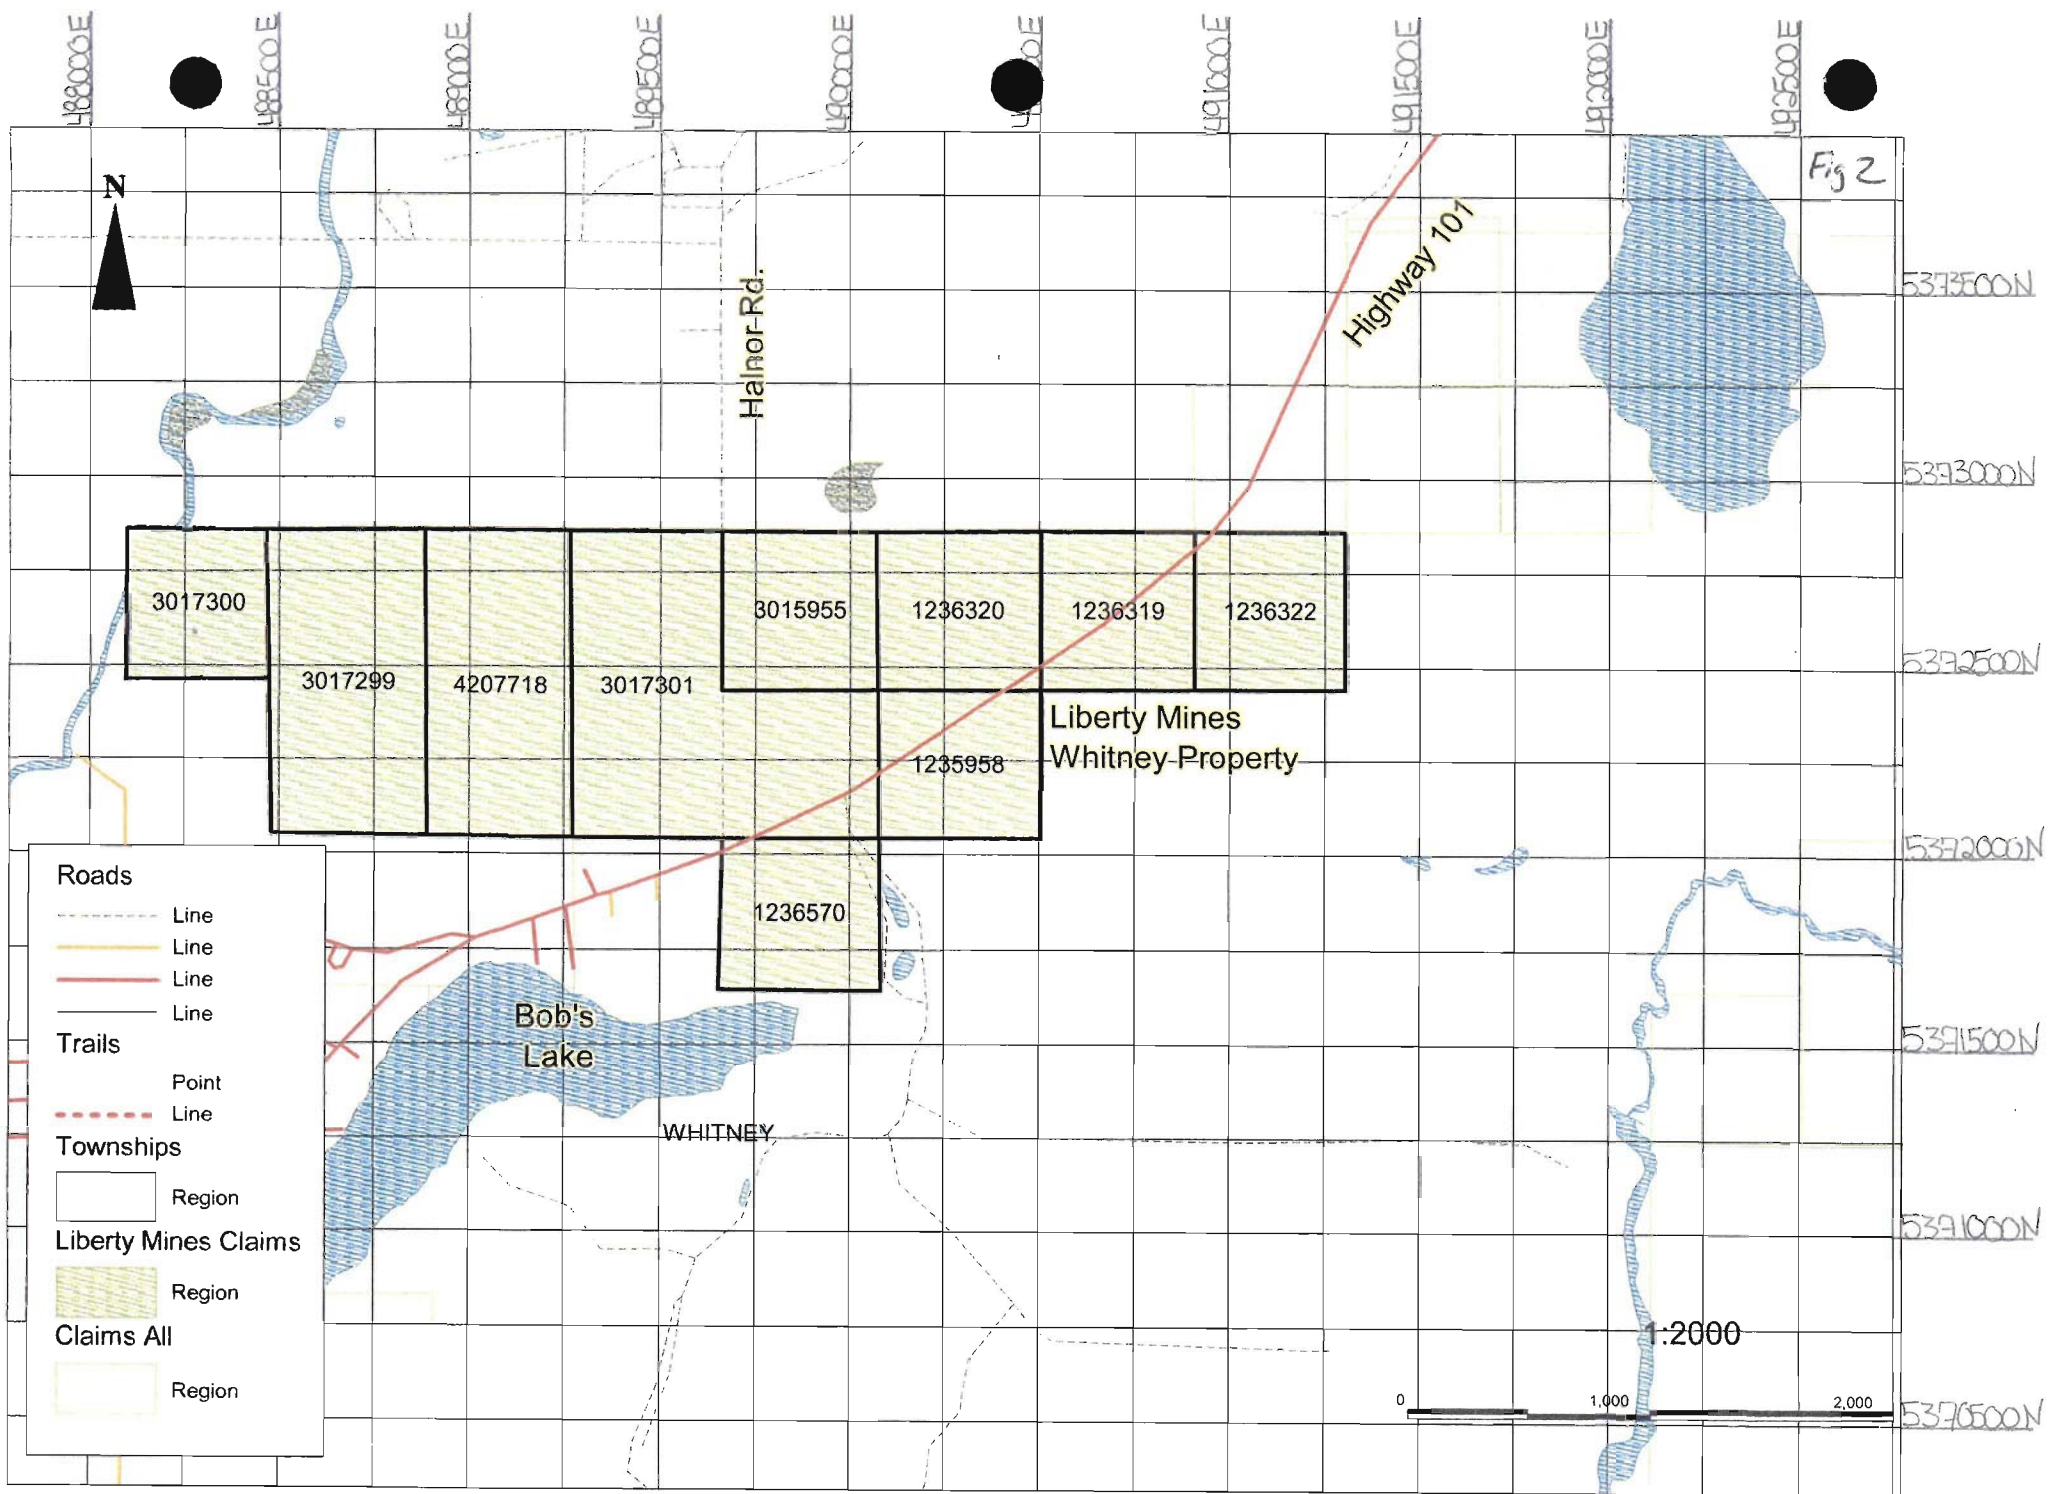 488000E
488500E
489000E
489500E
490000E
491000E
491500E
492000E
492500E
Fig 2
N
Halnor Rd.
Highway 101
5373500N
5373000N
5372500N
5372000N
5371500N
5371000N
5370500N
3017300
3017299
4207718
3017301
3015955
1236320
1236319
1236322
1235958
1236570
Liberty Mines
Whitney Property
Bob's
Lake
WHITNEY
Roads
Line
Line
Line
Line
Trails
Point
Line
Townships
Region
Liberty Mines Claims
Region
Claims All
Region
1:2000
0 1,000 2,000